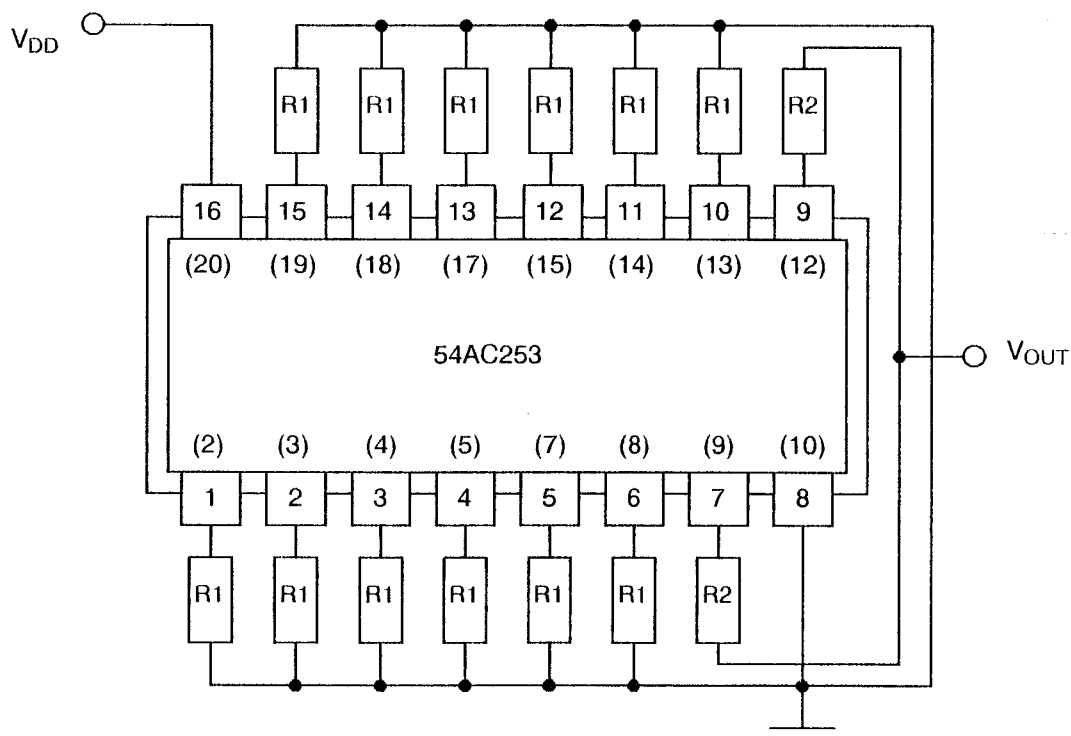 V_DD
R1 R1 R1 R1 R1 R1 R2
16 15 14 13 12 11 10 9
(20) (19) (18) (17) (15) (14) (13) (12)
54AC253
V_OUT
(2) (3) (4) (5) (7) (8) (9) (10)
1 2 3 4 5 6 7 8
R1 R1 R1 R1 R1 R1 R2